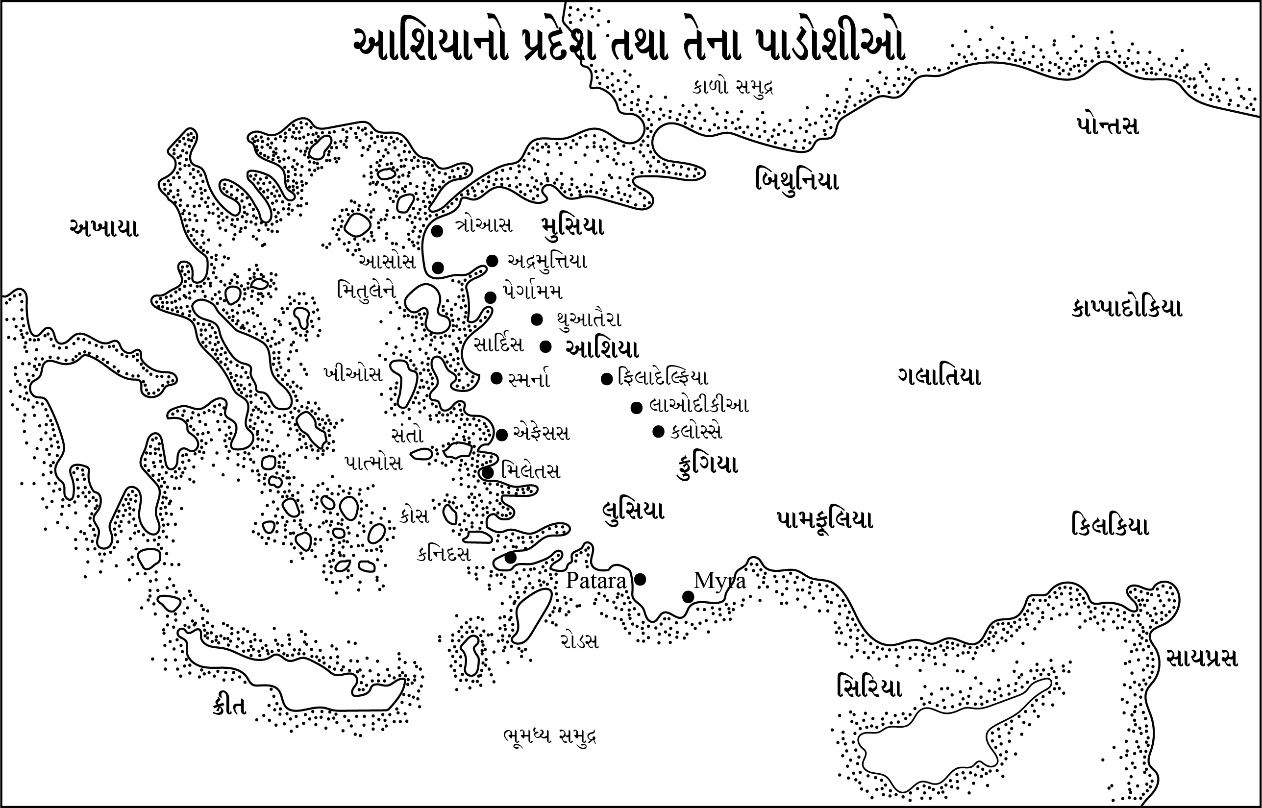 આશિયાનો પ્રદેશ તથા તેના પાડોશીઓ
કાળો સમુદ્ર
પોન્તસ
બિથુનિયા
અખાયા
ત્રોઆસ
મુસિયા
આસોસ
અદ્રમુત્તિયા
મિતુલેને
પેર્ગામમ
કાપ્પાદોકિયા
થુઆતૈરા
સાર્દિસ
આશિયા
ખીઓસ
સ્મર્ના
ફિલાદેલ્ફિયા
ગલાતિયા
લાઓદીકીઆ
સંતો
એફેસસ
કલોસ્સે
પાત્મોસ
મિલેતસ
ફ્રુગિયા
કોસ
લુસિયા
પામફૂલિયા
કિલકિયા
કનિદસ
Patara
Myra
રોડસ
સાયપ્રસ
સિરિયા
ક્રીત
ભૂમધ્ય સમુદ્ર